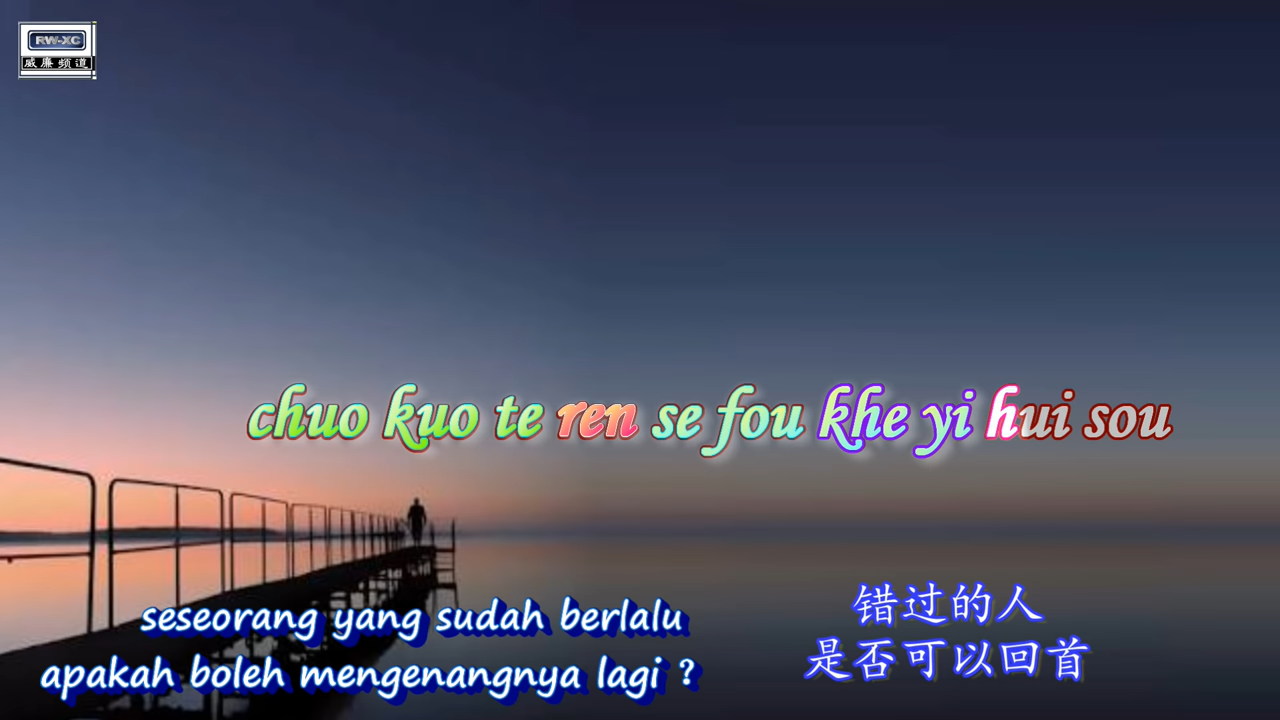 RW-XC
威廉频道
chuo kuo te ren se fou khe yi hui sou
seseorang yang sudah berlalu
apakah boleh mengenangnya lagi ?
错过的人
是否可以回首